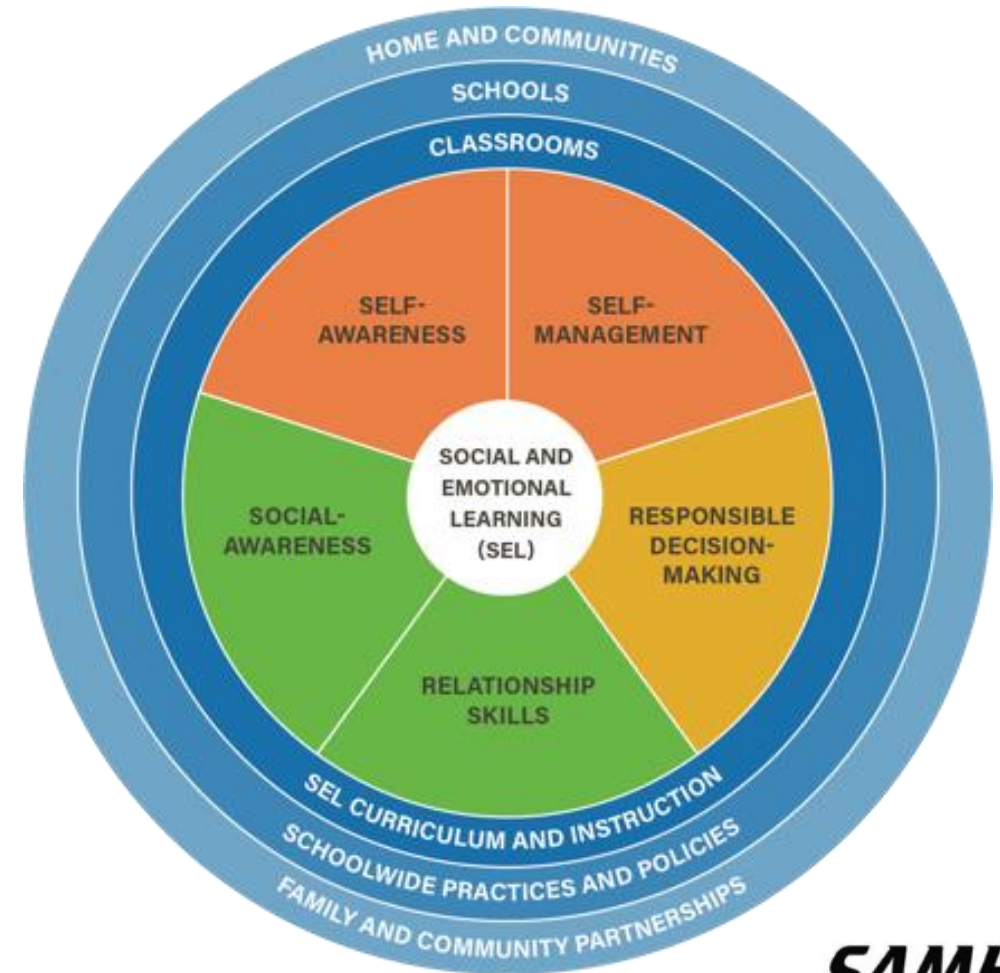 HOME AND COMMUNITIES
SCHOOLS
CLASSROOMS
SELF-
AWARENESS
SELF-
MANAGEMENT
SOCIAL AND
EMOTIONAL
LEARNING
(SEL)
SOCIAL-
AWARENESS
RESPONSIBLE
DECISION-
MAKING
RELATIONSHIP
SKILLS
SEL CURRICULUM AND INSTRUCTION
SCHOOLWIDE PRACTICES AND POLICIES
FAMILY AND COMMUNITY PARTNERSHIPS